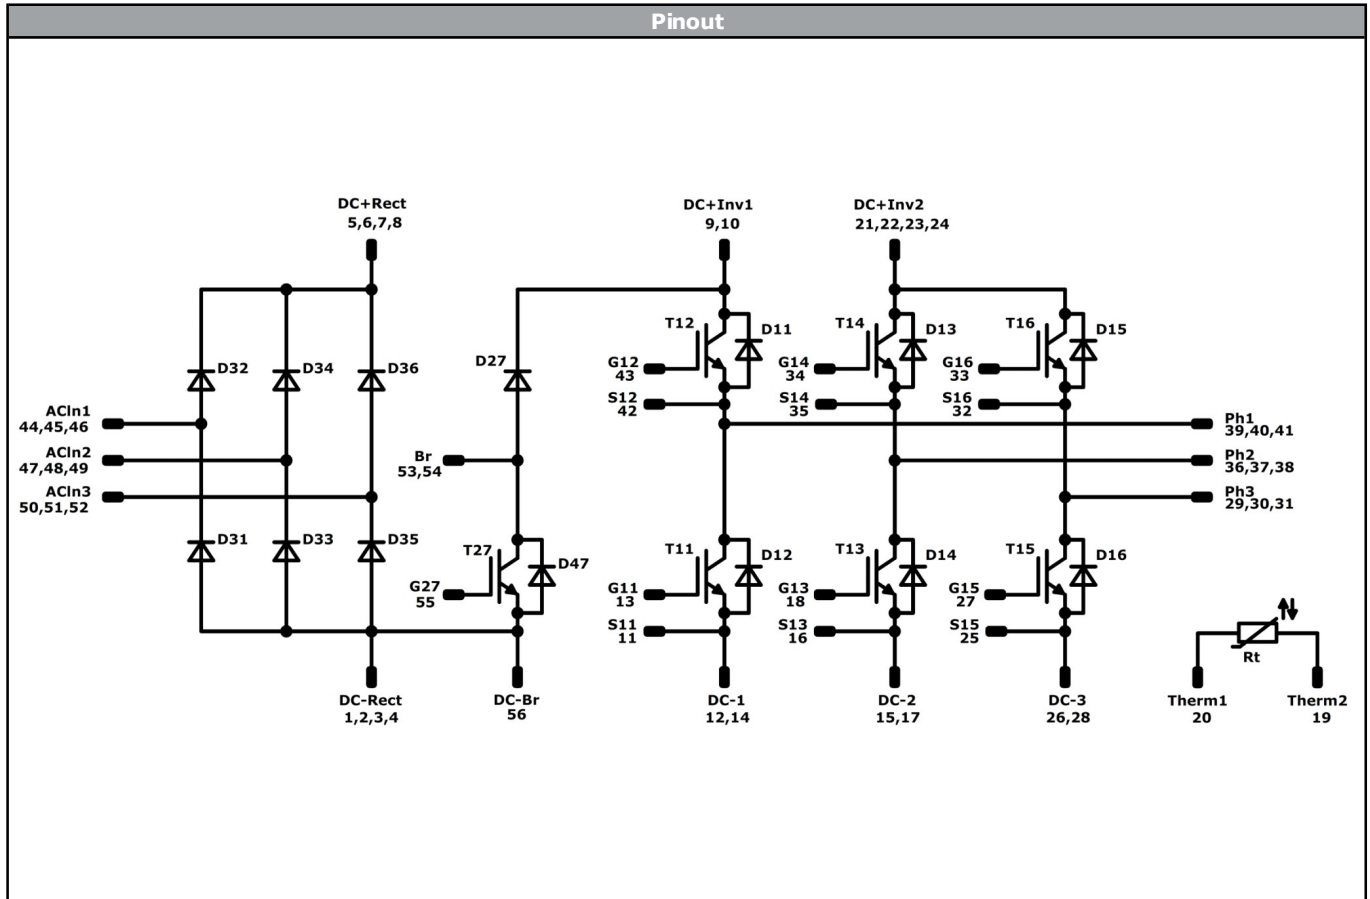 Pinout
DC+Rect
5,6,7,8
DC+Inv1
9,10
DC+Inv2
21,22,23,24
T12
D11
T14
D13
T16
D15
D32
D34
D36
D27
G12
43
G14
34
G16
33
S12
42
S14
35
S16
32
ACIn1
44,45,46
ACIn2
47,48,49
ACIn3
50,51,52
Br
53,54
Ph1
39,40,41
Ph2
36,37,38
Ph3
29,30,31
D31
D33
D35
T27
D47
T11
D12
T13
D14
T15
D16
G27
55
G11
13
G13
18
G15
27
S11
11
S13
16
S15
25
Rt
DC-Rect
1,2,3,4
DC-Br
56
DC-1
12,14
DC-2
15,17
DC-3
26,28
Therm1
20
Therm2
19